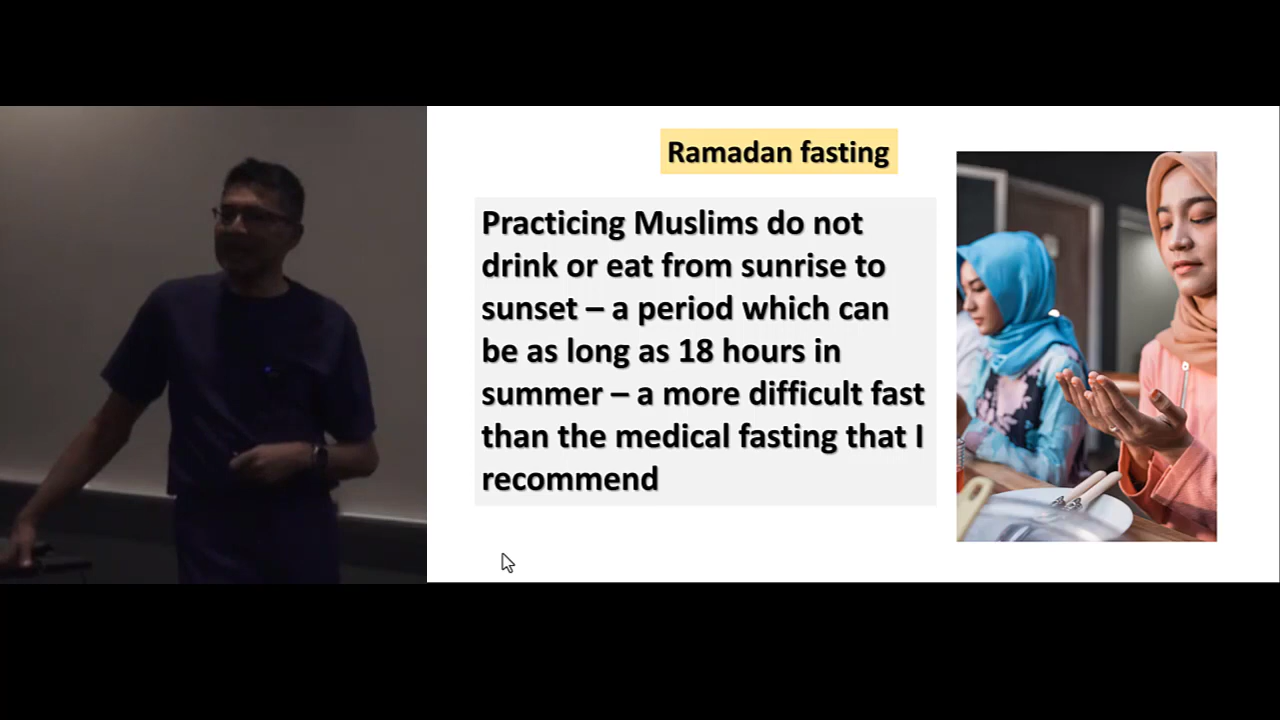 Ramadan fasting
Practicing Muslims do not
drink or eat from sunrise to
sunset – a period which can
be as long as 18 hours in
summer – a more difficult fast
than the medical fasting that I
recommend